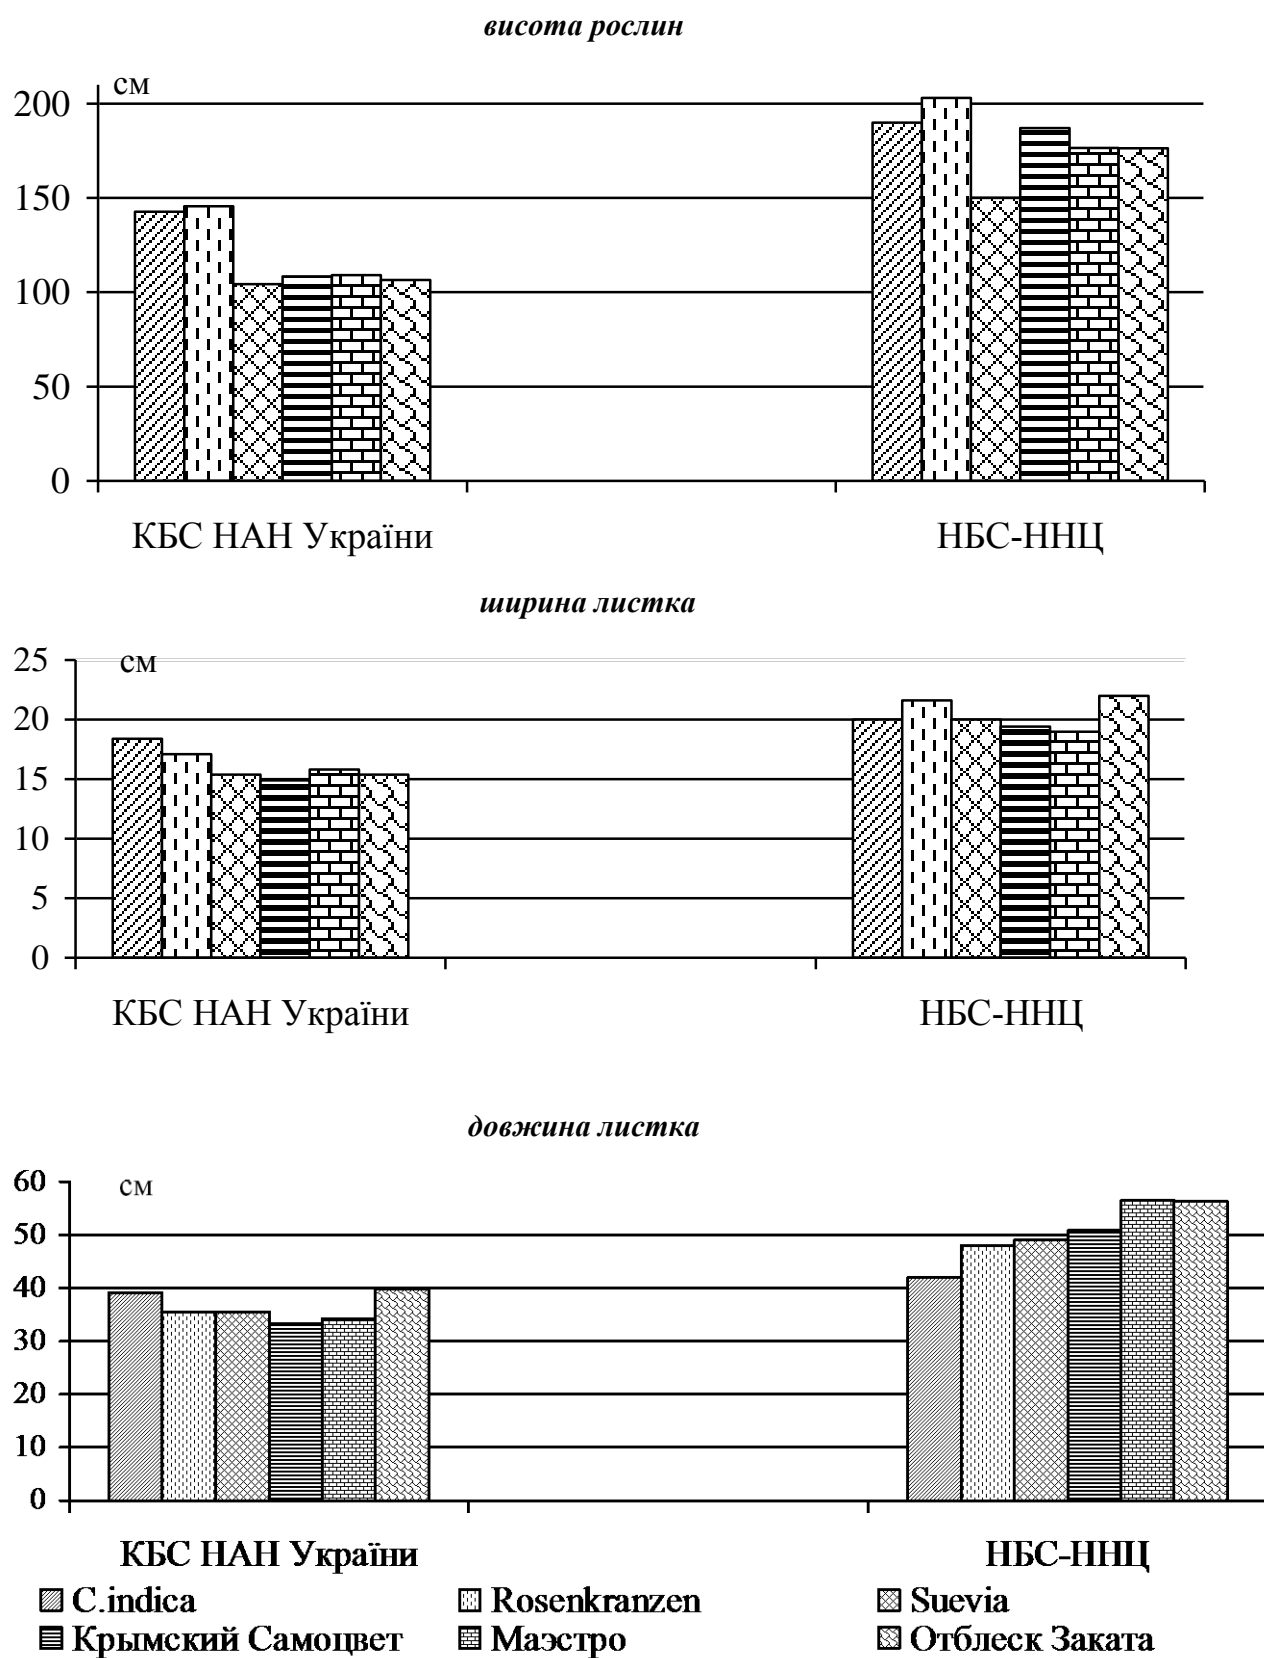 висота рослин
см
200
150
100
50
0
КБС НАН України НБС-ННЦ
ширина листка
см
25
20
15
10
5
0
КБС НАН України НБС-ННЦ
довжина листка
см
60
50
40
30
20
10
0
КБС НАН України НБС-ННЦ
C.indica Rosenkranzen Suevia
Крымский Самоцвет Маэстро Отблеск Заката